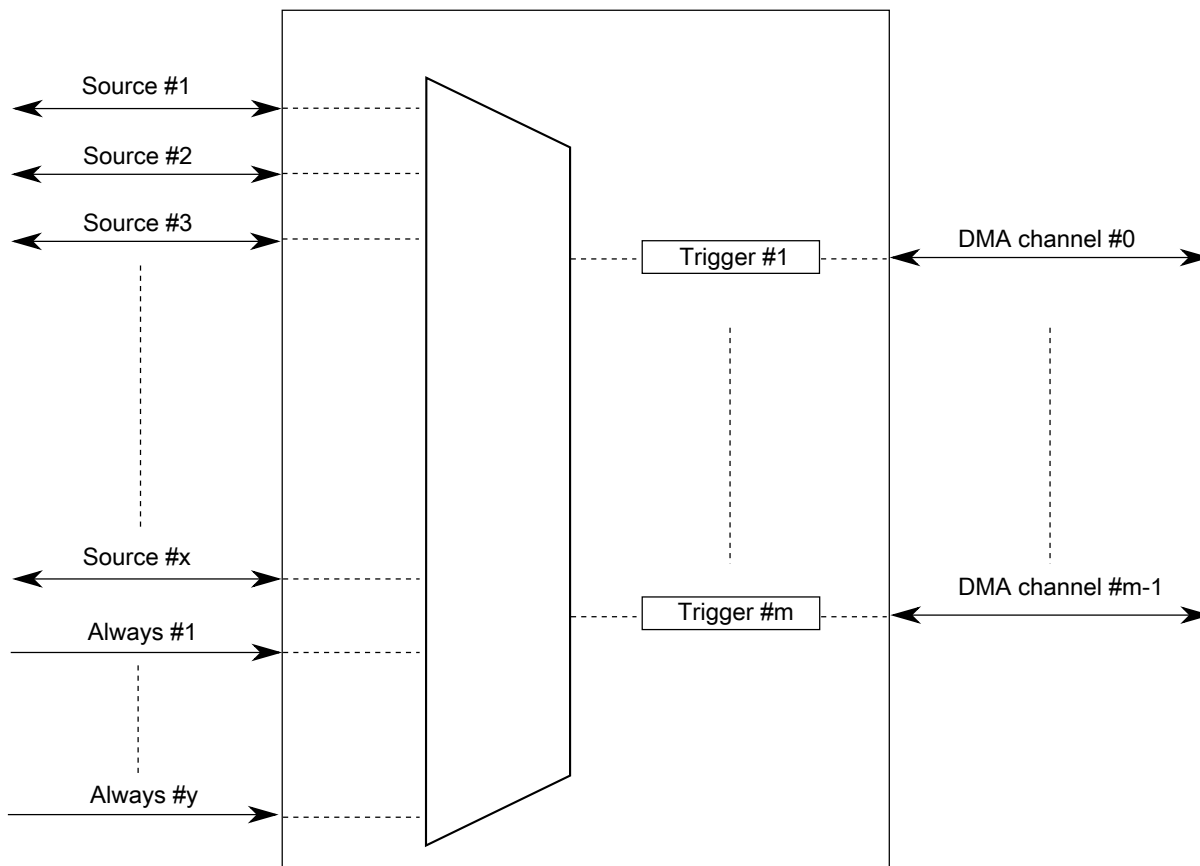 Source #1
Source #2
Source #3
Trigger #1
DMA channel #0
Source #x
Trigger #m
DMA channel #m-1
Always #1
Always #y